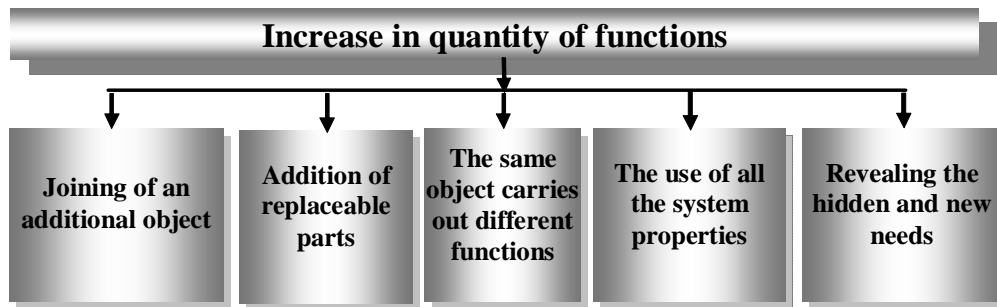 Increase in quantity of functions
Joining of an
additional object
Addition of
replaceable
parts
The same
object carries
out different
functions
The use of all
the system
properties
Revealing the
hidden and new
needs